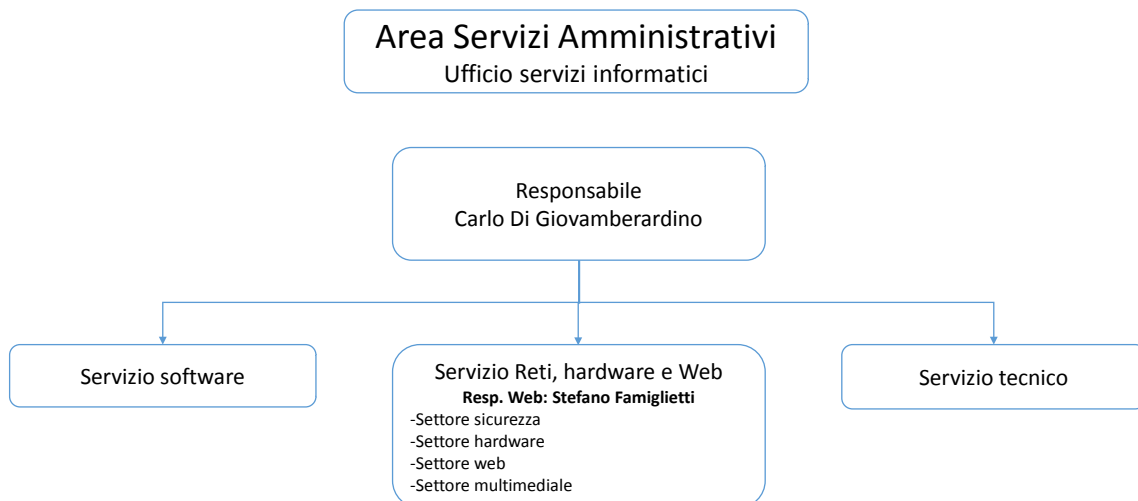 Area Servizi Amministrativi
Ufficio servizi informatici
Responsabile
Carlo Di Giovamberardino
Servizio software
Servizio Reti, hardware e Web
Resp. Web: Stefano Famiglietti
-Settore sicurezza
-Settore hardware
-Settore web
-Settore multimediale
Servizio tecnico